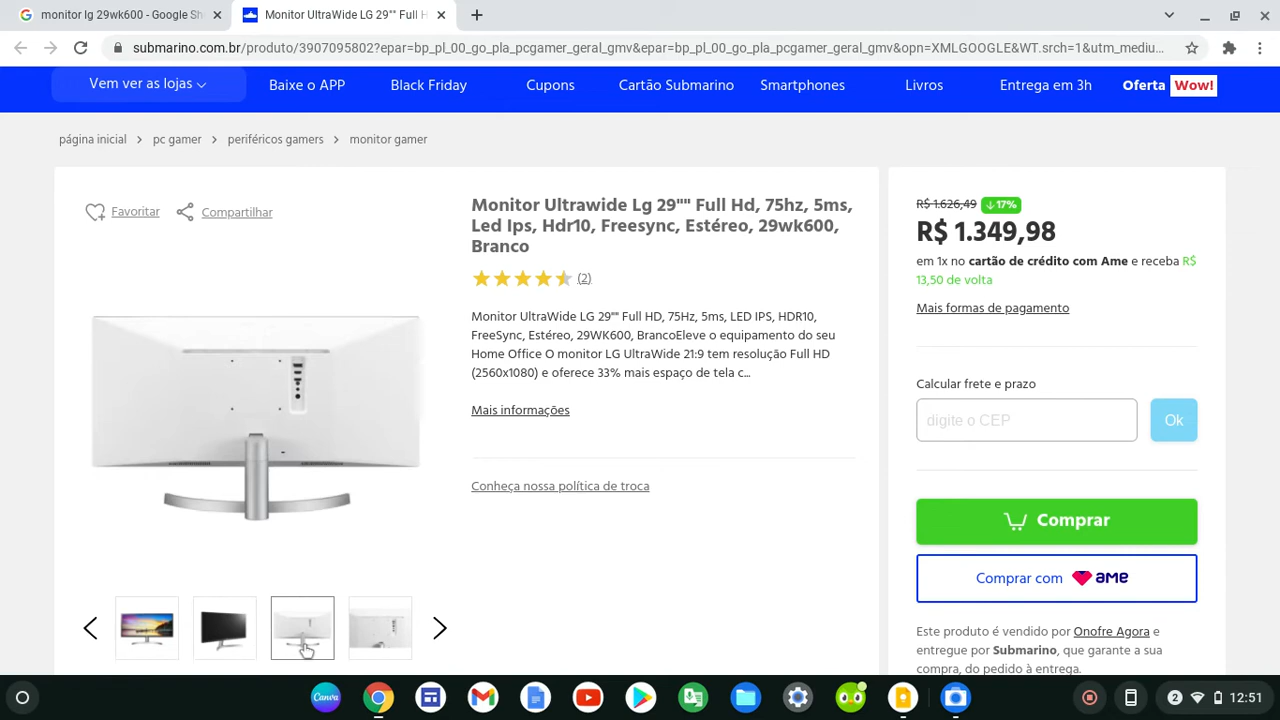 monitor lg 29wk600 - Google Sh
Monitor UltraWide LG 29"" Full H
submarino.com.br/produto/3907095802?epar=bp_pl_00_go_pla_pcgamer_geral_gmv&epar=bp_pl_00_go_pla_pcgamer_geral_gmv&opn=XMLGOOGLE&WT.srch=1&utm_mediu...
Vem ver as lojas
Baixe o APP
Black Friday
Cupons
Cartão Submarino
Smartphones
Livros
Entrega em 3h
Oferta Wow!
página inicial > pc gamer > periféricos gamers > monitor gamer
Favoritar
Compartilhar
Monitor Ultrawide Lg 29"" Full Hd, 75hz, 5ms,
Led Ips, Hdr10, Freesync, Estéreo, 29wk600,
Branco
(2)
Monitor UltraWide LG 29"" Full HD, 75Hz, 5ms, LED IPS, HDR10,
FreeSync, Estéreo, 29WK600, BrancoEleve o equipamento do seu
Home Office O monitor LG UltraWide 21:9 tem resolução Full HD
(2560x1080) e oferece 33% mais espaço de tela c...
Mais informações
Conheça nossa política de troca
R$ 1.626,49 17%
R$ 1.349,98
em 1x no cartão de crédito com Ame e receba R$
13,50 de volta
Mais formas de pagamento
Calcular frete e prazo
digite o CEP
Ok
Comprar
Comprar com ame
Este produto é vendido por Onofre Agora e
entregue por Submarino, que garante a sua
compra, do pedido à entrega.
Canva
2
12:51